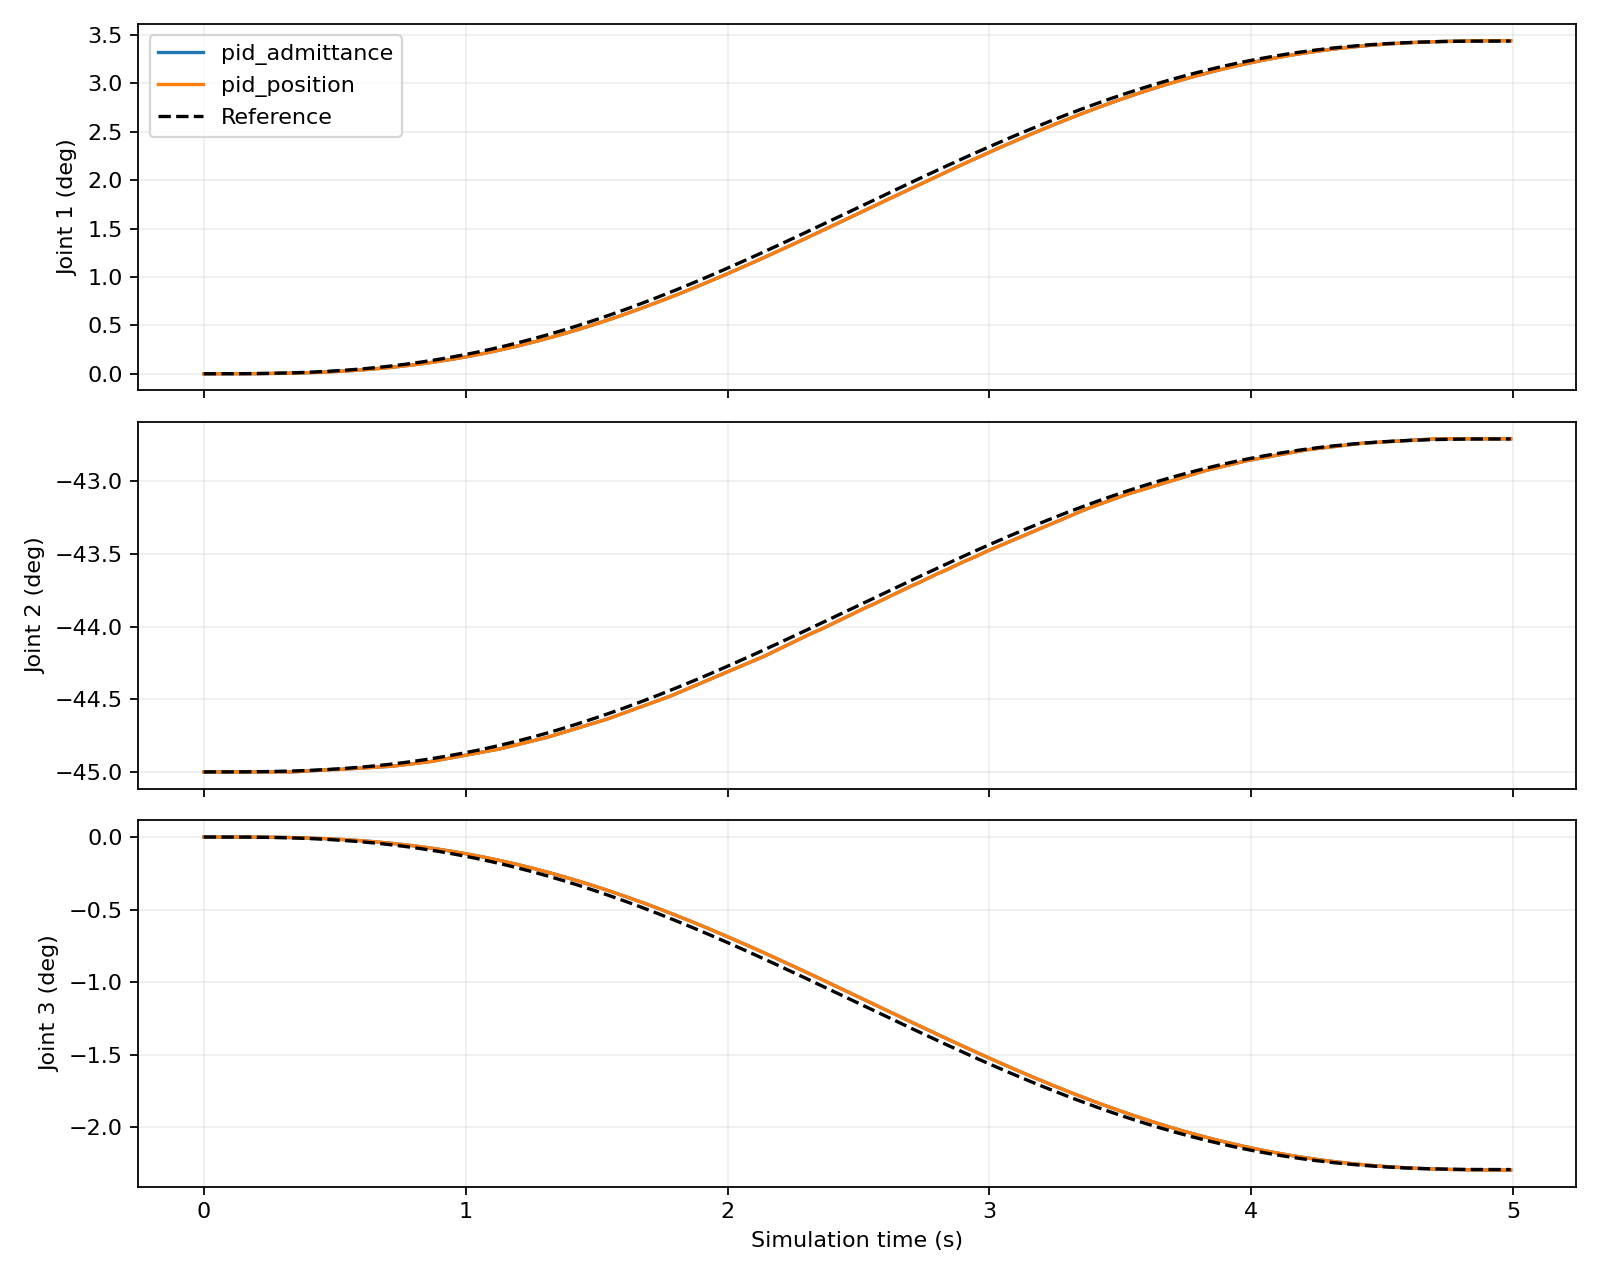 3.5
3.0
2.5
2.0
1.5
1.0
0.5
0.0
Joint 1 (deg)
pid_admittance
pid_position
Reference
−43.0
−43.5
−44.0
−44.5
−45.0
Joint 2 (deg)
0.0
−0.5
−1.0
−1.5
−2.0
Joint 3 (deg)
0 1 2 3 4 5
Simulation time (s)